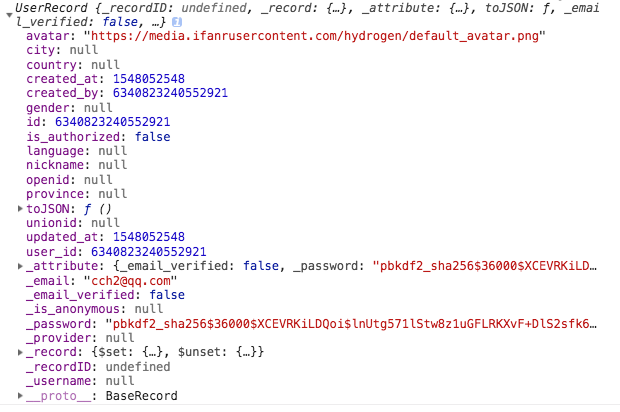 UserRecord {_recordID: undefined, _record: {…}, _attribute: {…}, toJSON: ƒ, _emai
l_verified: false, …}
avatar: "https://media.ifanrusercontent.com/hydrogen/default_avatar.png"
city: null
country: null
created_at: 1548052548
created_by: 6340823240552921
gender: null
id: 6340823240552921
is_authorized: false
language: null
nickname: null
openid: null
province: null
toJSON: ƒ ()
unionid: null
updated_at: 1548052548
user_id: 6340823240552921
_attribute: {_email_verified: false, _password: "pbkdf2_sha256$36000$XCEVRKiLD…
_email: "cch2@qq.com"
_email_verified: false
_is_anonymous: null
_password: "pbkdf2_sha256$36000$XCEVRKiLDQoi$lnUtg571lStw8z1uGFLRKXvF+DlS2sfk6…
_provider: null
_record: {$set: {…}, $unset: {…}}
_recordID: undefined
_username: null
__proto__: BaseRecord